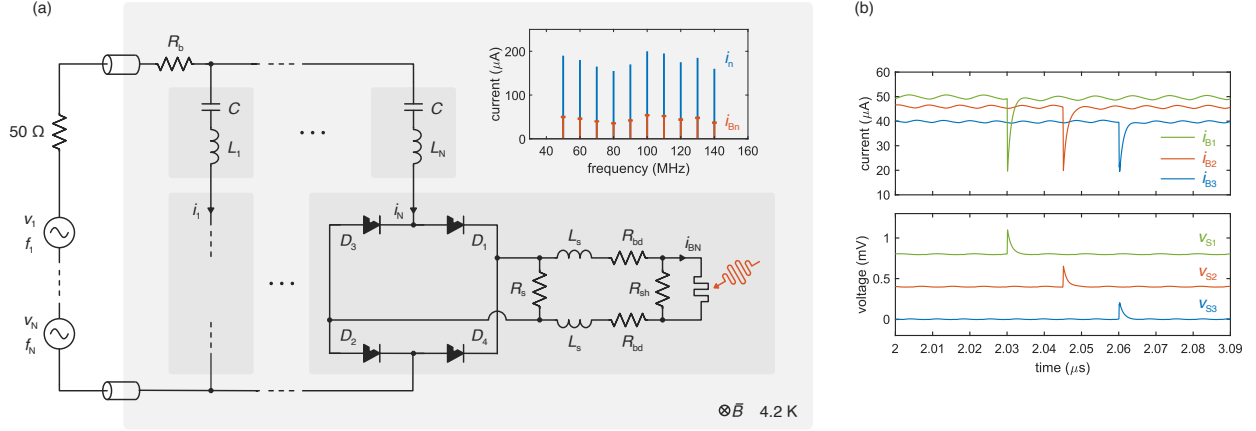 (a)
R_b
50 Ω
C
L_1
C
L_N
i_1
i_N
v_1
f_1
v_N
f_N
D_3
D_1
D_2
D_4
R_s
L_s
R_bd
L_s
R_bd
R_sh
i_BN
⊗B̄ 4.2 K
current (μA)
200
100
0
i_n
i_Bn
40 60 80 100 120 140 160
frequency (MHz)
(b)
current (μA)
60
50
40
30
20
10
i_B1
i_B2
i_B3
voltage (mV)
1
0.5
0
v_S1
v_S2
v_S3
2 2.01 2.02 2.03 2.04 2.05 2.06 2.07 2.08 2.09
time (μs)